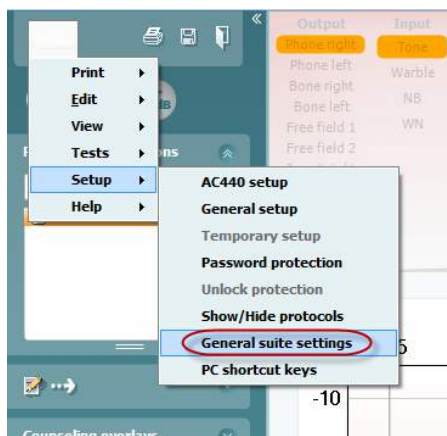 Output Input
Phone right Tone
Phone left Warble
Bone right NB
Bone left WN
Free field 1
Free field 2
Print
Edit
View
Tests
Setup
Help
dB
ns
AC440 setup
General setup
Temporary setup
Password protection
Unlock protection
Show/Hide protocols
General suite settings
PC shortcut keys
5
-10
Counseling overlays